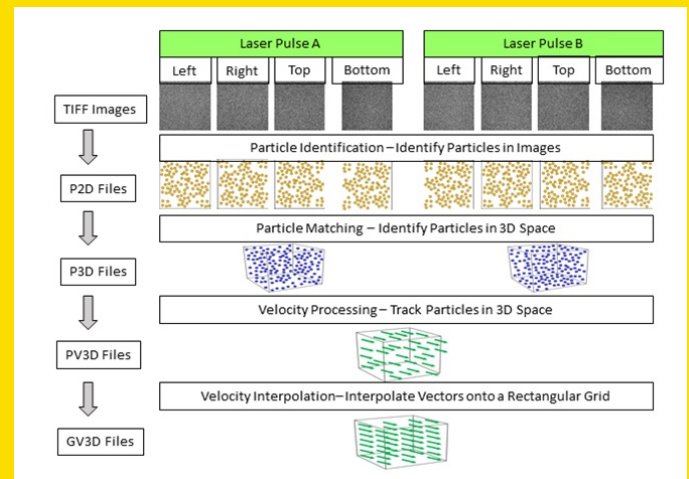 Laser Pulse A
Laser Pulse B
Left Right Top Bottom
Left Right Top Bottom
TIFF Images
Particle Identification – Identify Particles in Images
P2D Files
Particle Matching – Identify Particles in 3D Space
P3D Files
Velocity Processing – Track Particles in 3D Space
PV3D Files
Velocity Interpolation– Interpolate Vectors onto a Rectangular Grid
GV3D Files